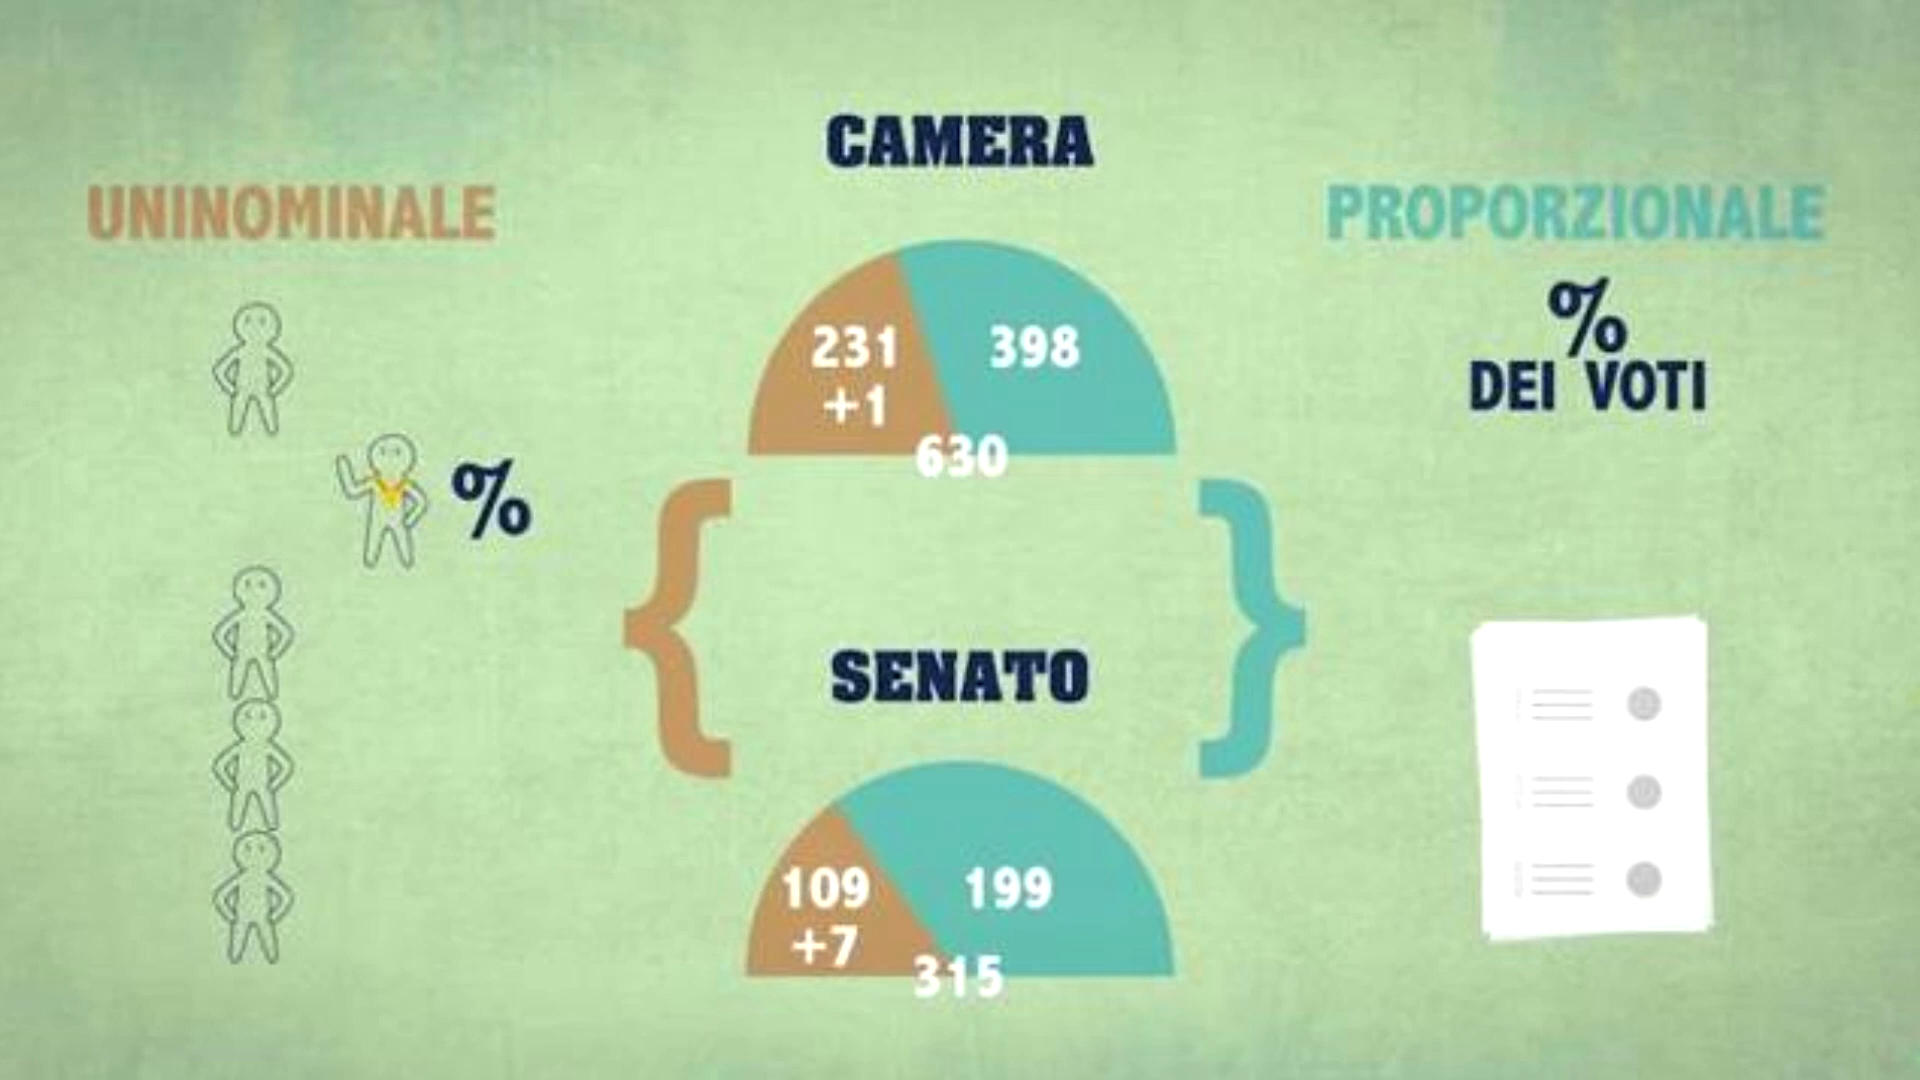 CAMERA
UNINOMINALE
PROPORZIONALE
%
DEI VOTI
231
+1
398
630
%
SENATO
109
+7
199
315